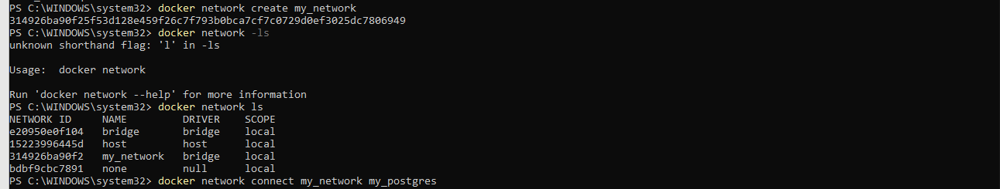 PS C:\WINDOWS\system32> docker network create my_network
314926ba90f25f53d128e459f26c7f793b0bca7cf7c0729d0ef3025dc7806949
PS C:\WINDOWS\system32> docker network -ls
unknown shorthand flag: 'l' in -ls

Usage:  docker network

Run 'docker network --help' for more information
PS C:\WINDOWS\system32> docker network ls
NETWORK ID     NAME         DRIVER    SCOPE
e20950e0f104   bridge       bridge    local
15223996445d   host         host      local
314926ba90f2   my_network   bridge    local
bdbf9cbc7891   none         null      local
PS C:\WINDOWS\system32> docker network connect my_network my_postgres